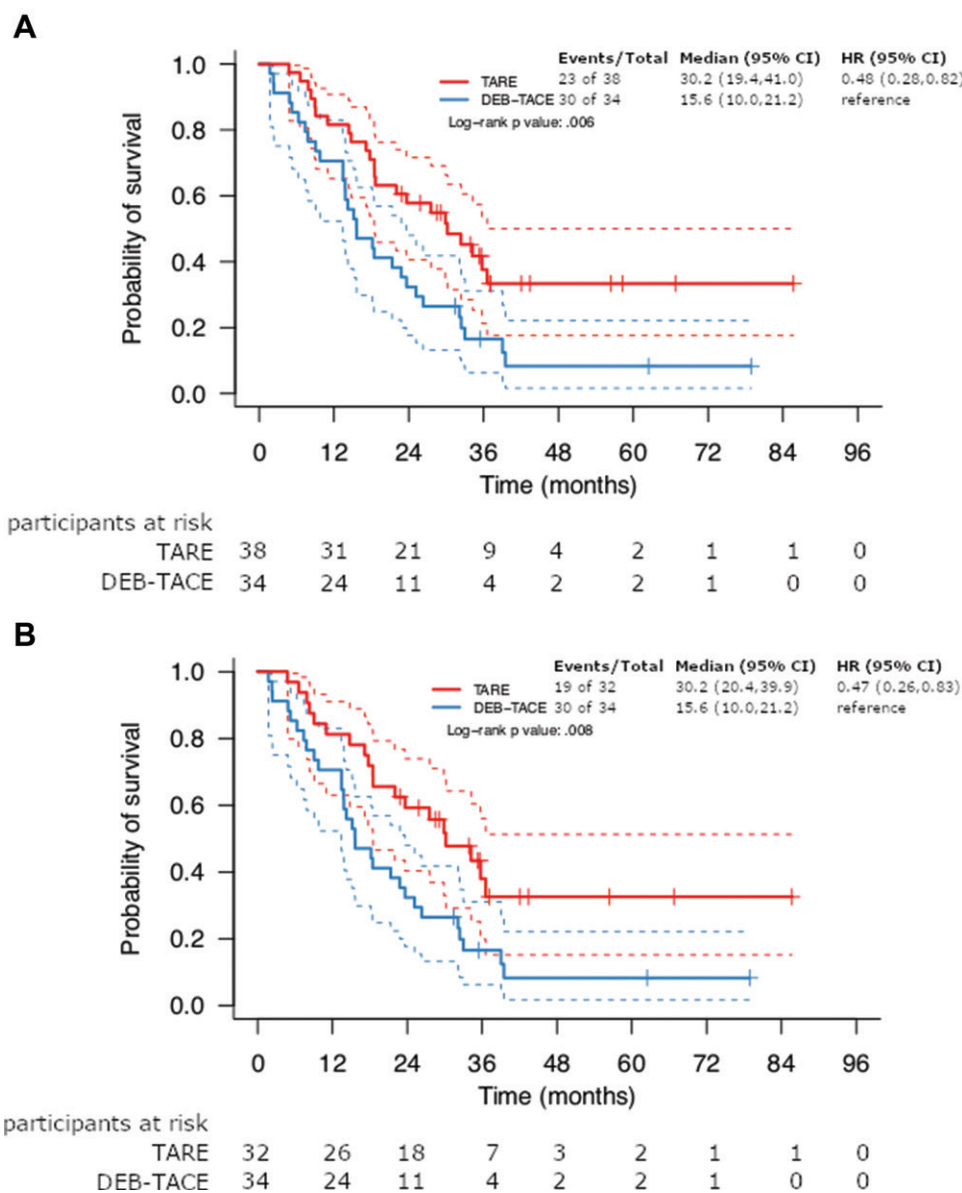 A
Events/Total Median (95% CI) HR (95% CI)
TARE 23 of 38 30.2 (19.4,41.0) 0.48 (0.28,0.82)
DEB-TACE 30 of 34 15.6 (10.0,21.2) reference
Log-rank p value: .006
Probability of survival
1.0
0.8
0.6
0.4
0.2
0.0
0 12 24 36 48 60 72 84 96
Time (months)
participants at risk
TARE 38 31 21 9 4 2 1 1 0
DEB-TACE 34 24 11 4 2 2 1 0 0
B
Events/Total Median (95% CI) HR (95% CI)
TARE 19 of 32 30.2 (20.4,39.9) 0.47 (0.26,0.83)
DEB-TACE 30 of 34 15.6 (10.0,21.2) reference
Log-rank p value: .008
Probability of survival
1.0
0.8
0.6
0.4
0.2
0.0
0 12 24 36 48 60 72 84 96
Time (months)
participants at risk
TARE 32 26 18 7 3 2 1 1 0
DEB-TACE 34 24 11 4 2 2 1 0 0